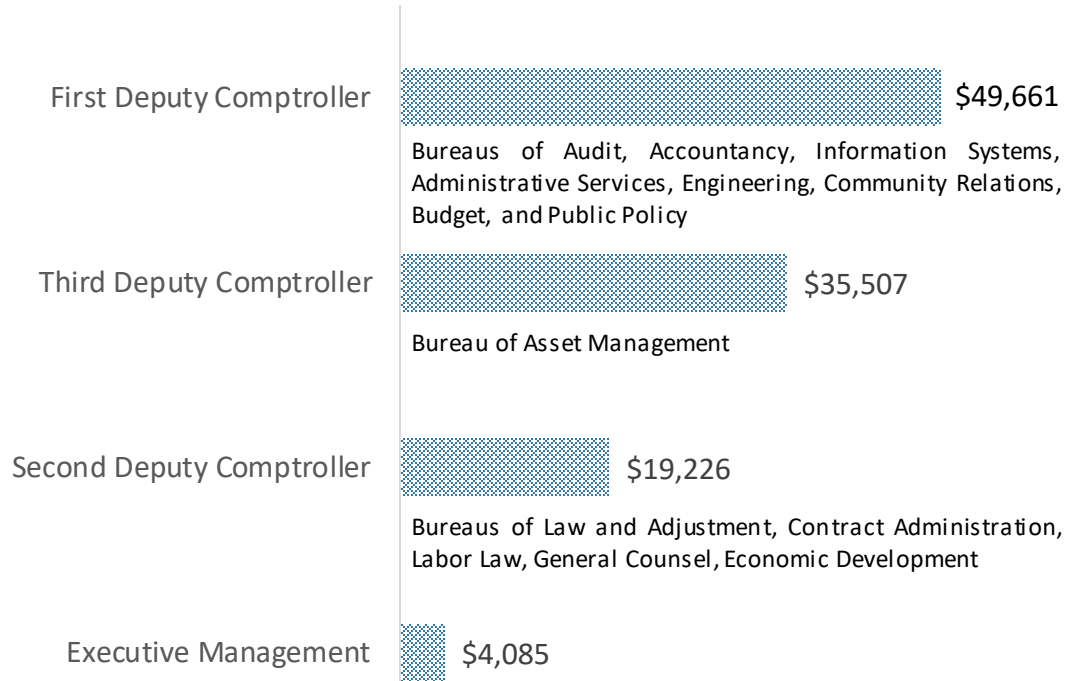 First Deputy Comptroller
$49,661
Bureaus of Audit, Accountancy, Information Systems,
Administrative Services, Engineering, Community Relations,
Budget, and Public Policy
Third Deputy Comptroller
$35,507
Bureau of Asset Management
Second Deputy Comptroller
$19,226
Bureaus of Law and Adjustment, Contract Administration,
Labor Law, General Counsel, Economic Development
Executive Management
$4,085